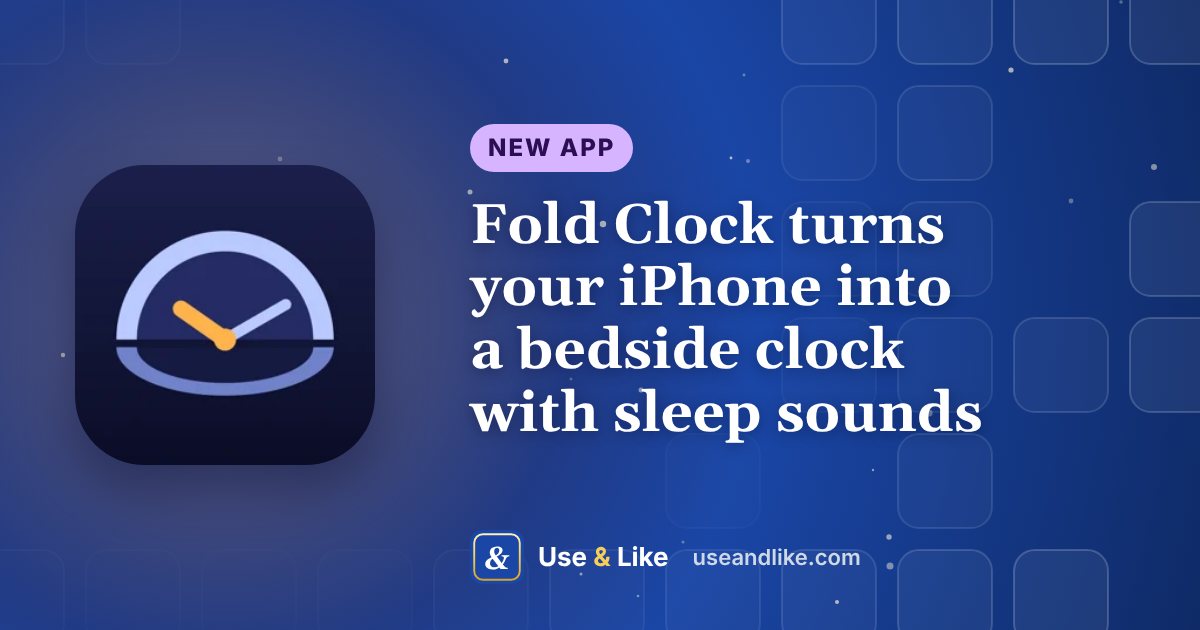 NEW APP
Fold Clock turns
your iPhone into
a bedside clock
with sleep sounds
& Use & Like useandlike.com